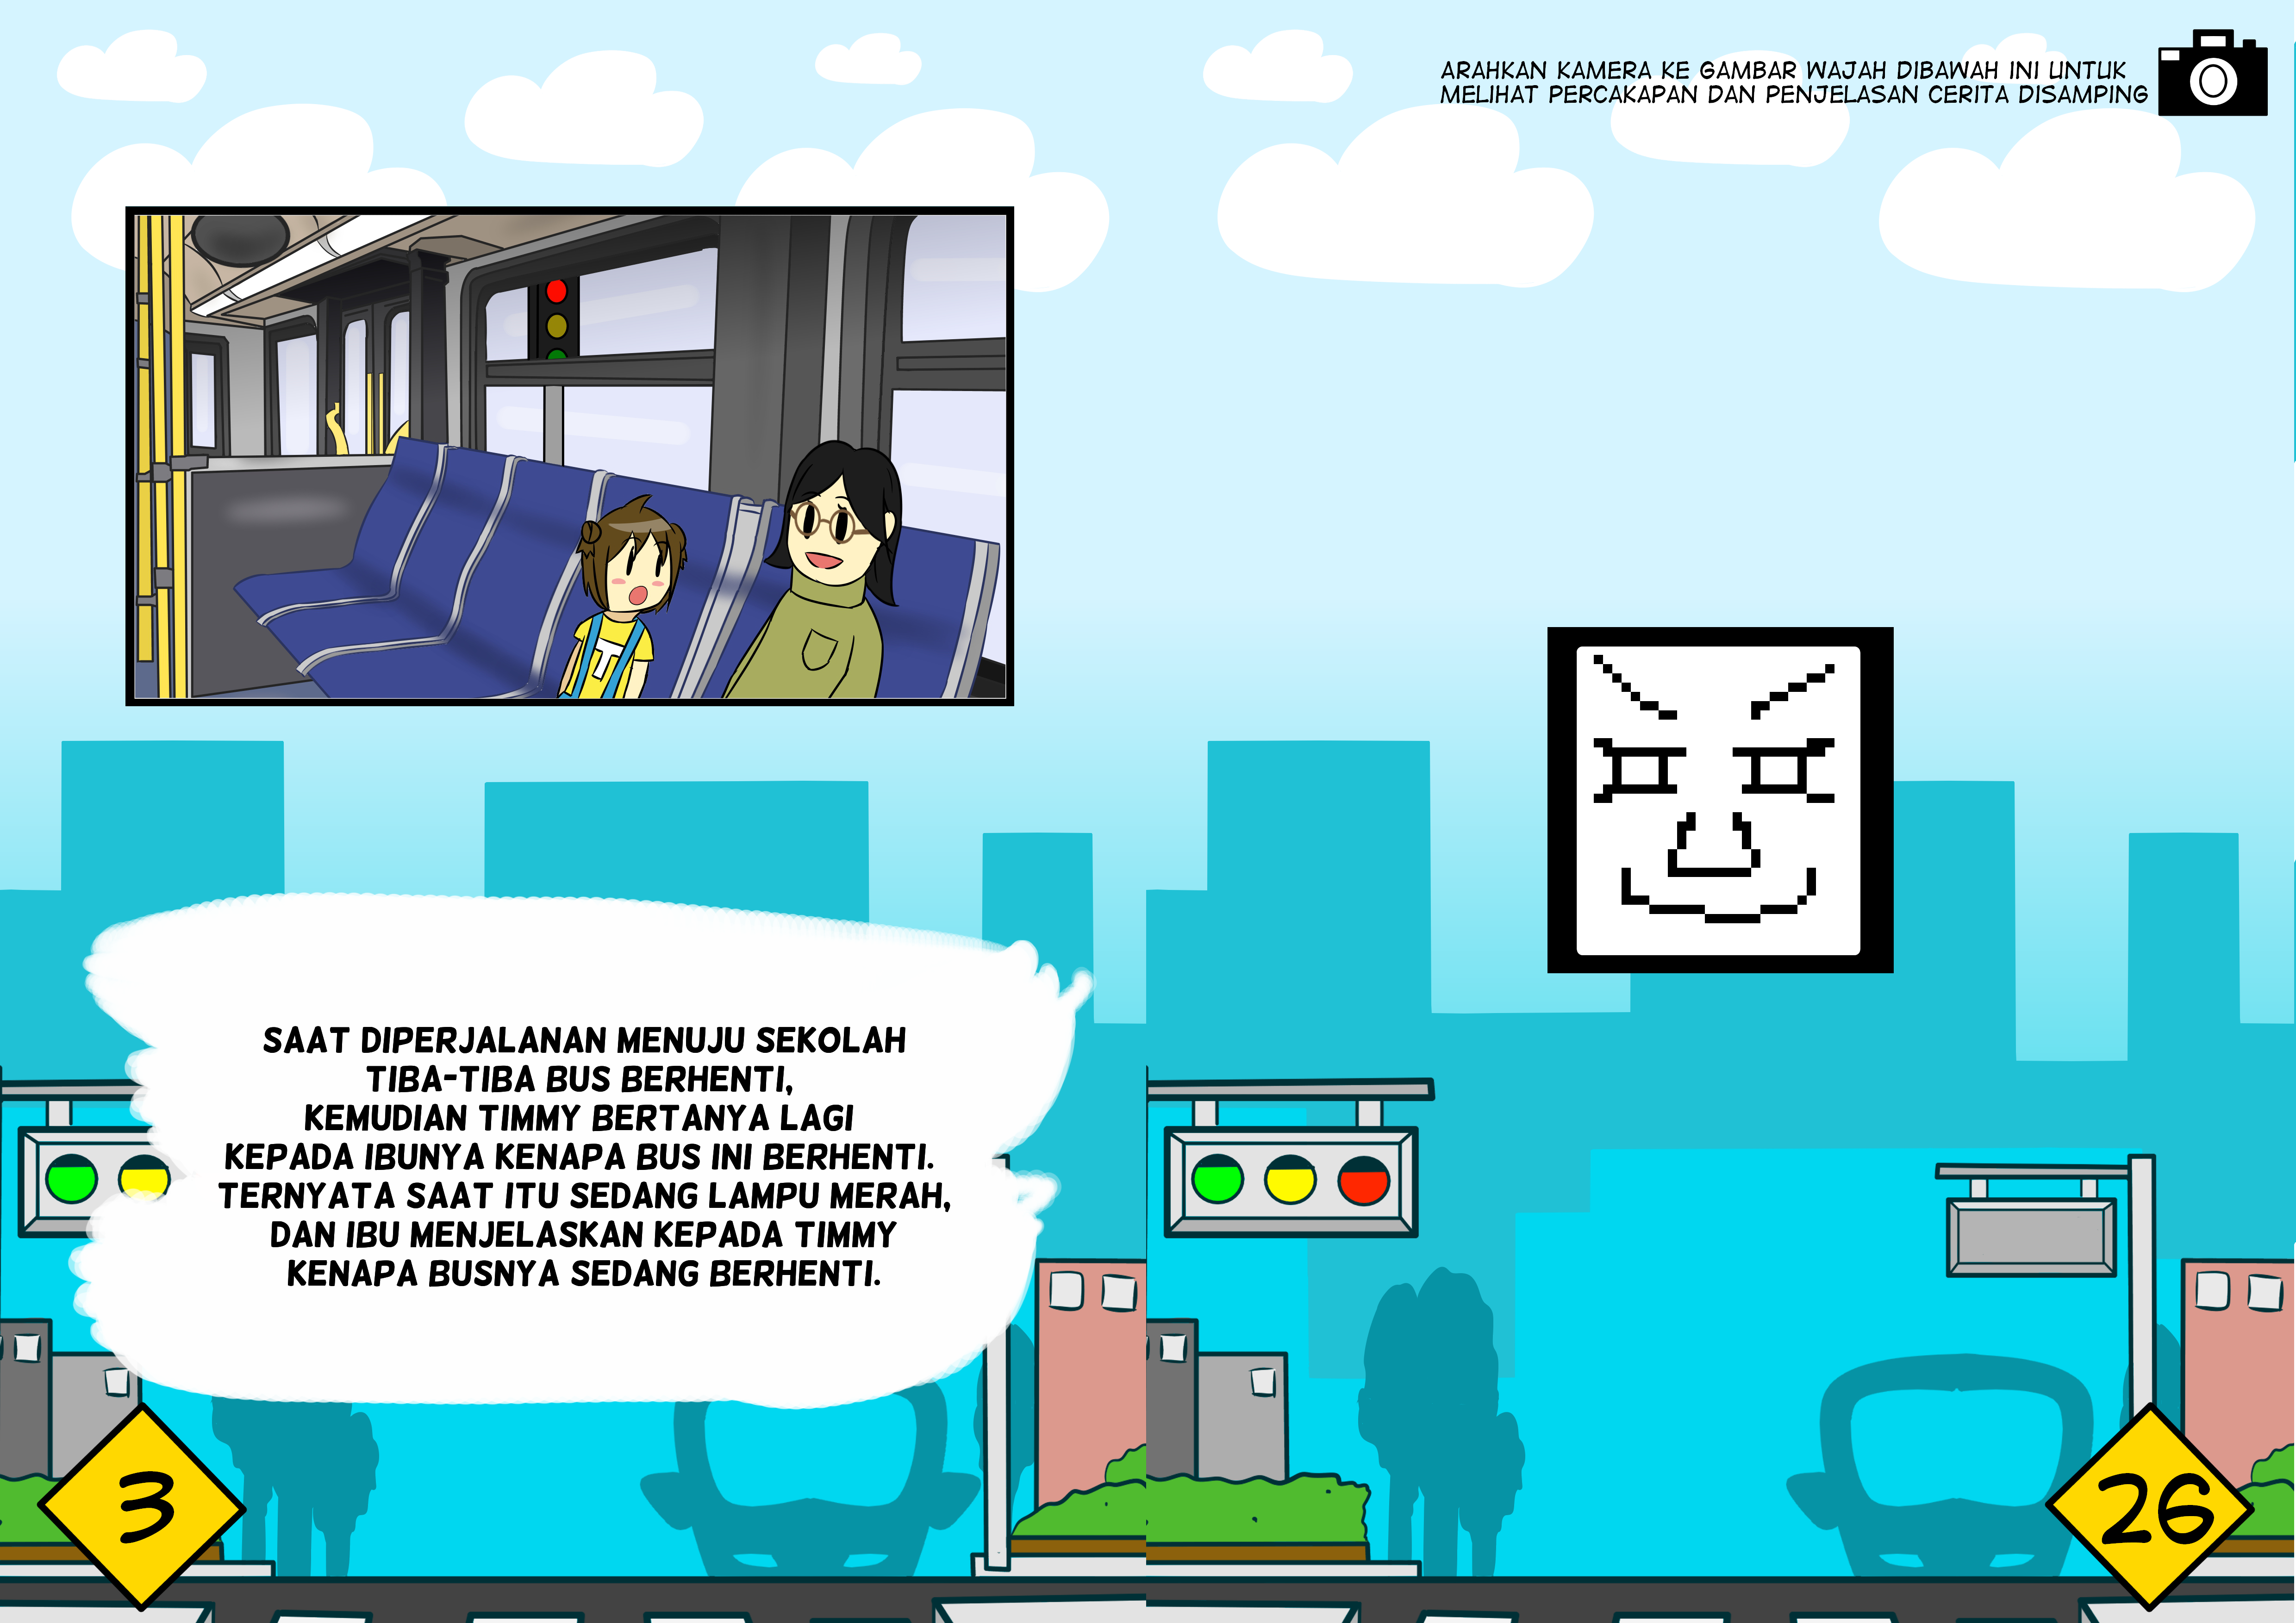 ARAHKAN KAMERA KE GAMBAR WAJAH DIBAWAH INI UNTUK
MELIHAT PERCAKAPAN DAN PENJELASAN CERITA DISAMPING
T
SAAT DIPERJALANAN MENUJU SEKOLAH
TIBA-TIBA BUS BERHENTI,
KEMUDIAN TIMMY BERTANYA LAGI
KEPADA IBUNYA KENAPA BUS INI BERHENTI.
TERNYATA SAAT ITU SEDANG LAMPU MERAH,
DAN IBU MENJELASKAN KEPADA TIMMY
KENAPA BUSNYA SEDANG BERHENTI.
3
26